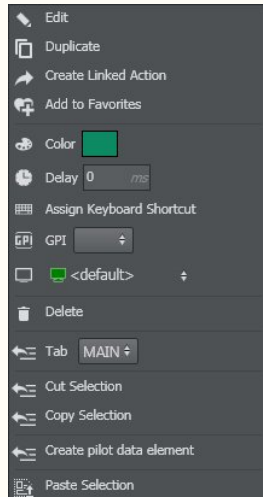 Edit
Duplicate
Create Linked Action
Add to Favorites
Color
Delay 0 ms
Assign Keyboard Shortcut
GPI GPI
<default>
Delete
Tab MAIN
Cut Selection
Copy Selection
Create pilot data element
Paste Selection